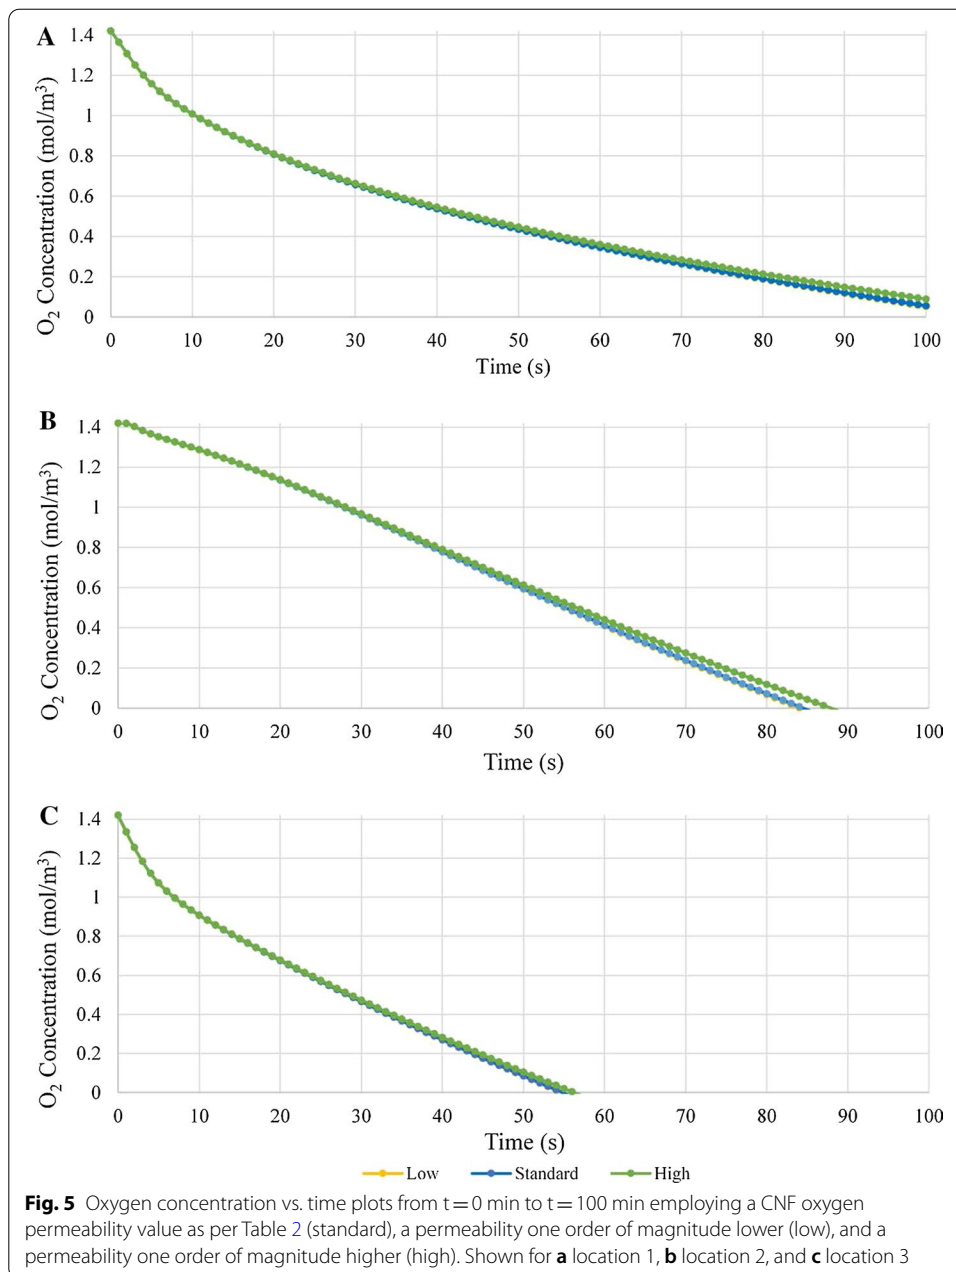 A
O2 Concentration (mol/m³)
1.4
1.2
1
0.8
0.6
0.4
0.2
0
0 10 20 30 40 50 60 70 80 90 100
Time (s)
B
O2 Concentration (mol/m³)
1.4
1.2
1
0.8
0.6
0.4
0.2
0
0 10 20 30 40 50 60 70 80 90 100
Time (s)
C
O2 Concentration (mol/m³)
1.4
1.2
1
0.8
0.6
0.4
0.2
0
0 10 20 30 40 50 60 70 80 90 100
Time (s)
Low Standard High
Fig. 5 Oxygen concentration vs. time plots from t = 0 min to t = 100 min employing a CNF oxygen
permeability value as per Table 2 (standard), a permeability one order of magnitude lower (low), and a
permeability one order of magnitude higher (high). Shown for a location 1, b location 2, and c location 3